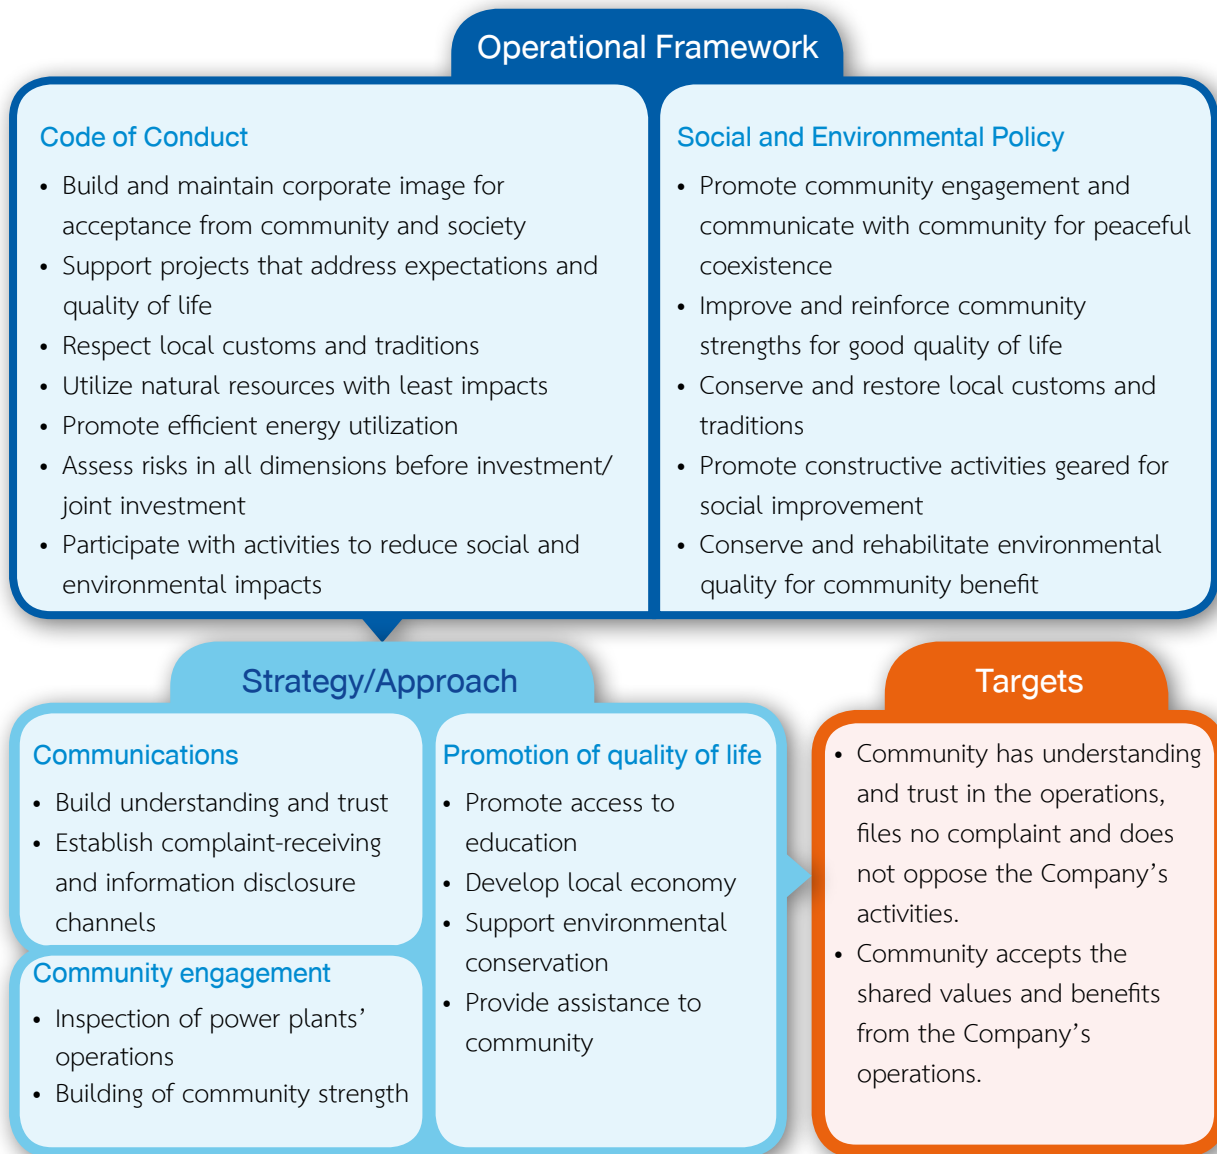 Operational Framework
Code of Conduct
• Build and maintain corporate image for
acceptance from community and society
• Support projects that address expectations and
quality of life
• Respect local customs and traditions
• Utilize natural resources with least impacts
• Promote efficient energy utilization
• Assess risks in all dimensions before investment/
joint investment
• Participate with activities to reduce social and
environmental impacts
Social and Environmental Policy
• Promote community engagement and
communicate with community for peaceful
coexistence
• Improve and reinforce community
strengths for good quality of life
• Conserve and restore local customs and
traditions
• Promote constructive activities geared for
social improvement
• Conserve and rehabilitate environmental
quality for community benefit
Strategy/Approach
Communications
• Build understanding and trust
• Establish complaint-receiving
and information disclosure
channels
Community engagement
• Inspection of power plants’
operations
• Building of community strength
Promotion of quality of life
• Promote access to
education
• Develop local economy
• Support environmental
conservation
• Provide assistance to
community
Targets
• Community has understanding
and trust in the operations,
files no complaint and does
not oppose the Company’s
activities.
• Community accepts the
shared values and benefits
from the Company’s
operations.